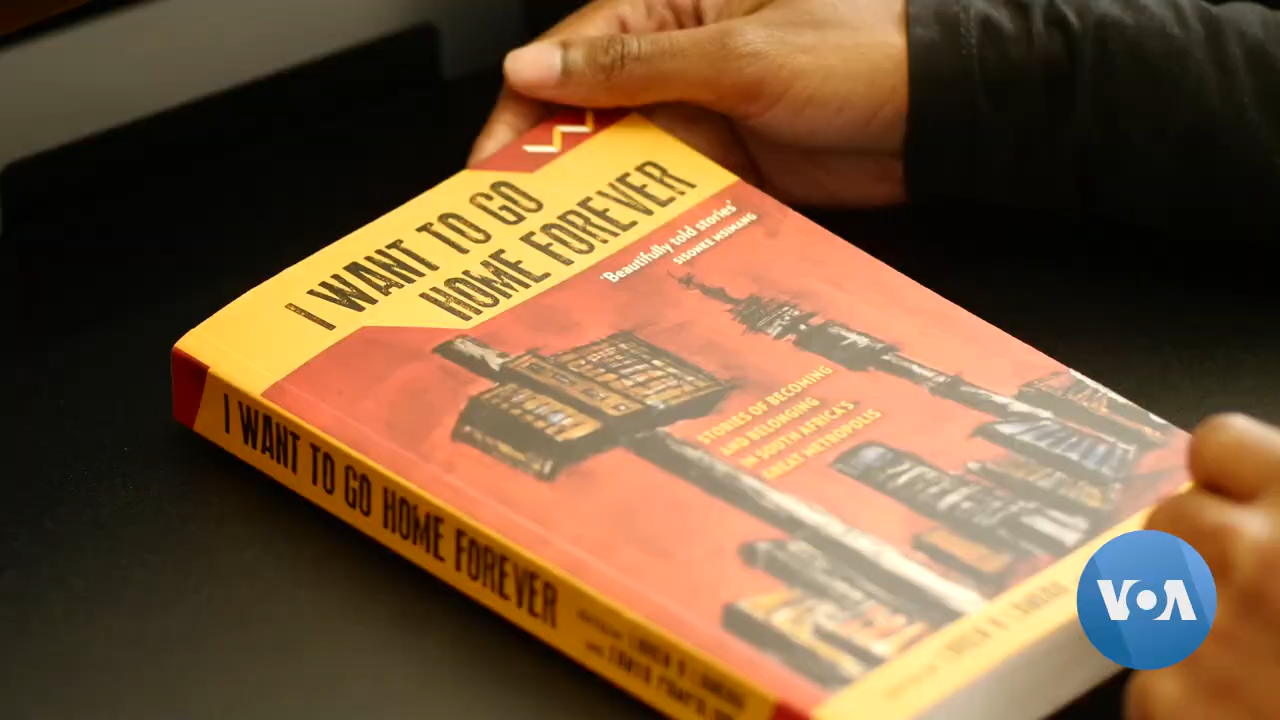 I WANT TO GO
HOME FOREVER
'Beautifully told stories'
SISONKE MSIMANG
STORIES OF BECOMING
AND BELONGING
IN SOUTH AFRICA'S
GREAT METROPOLIS
I WANT TO GO HOME FOREVER
VOA